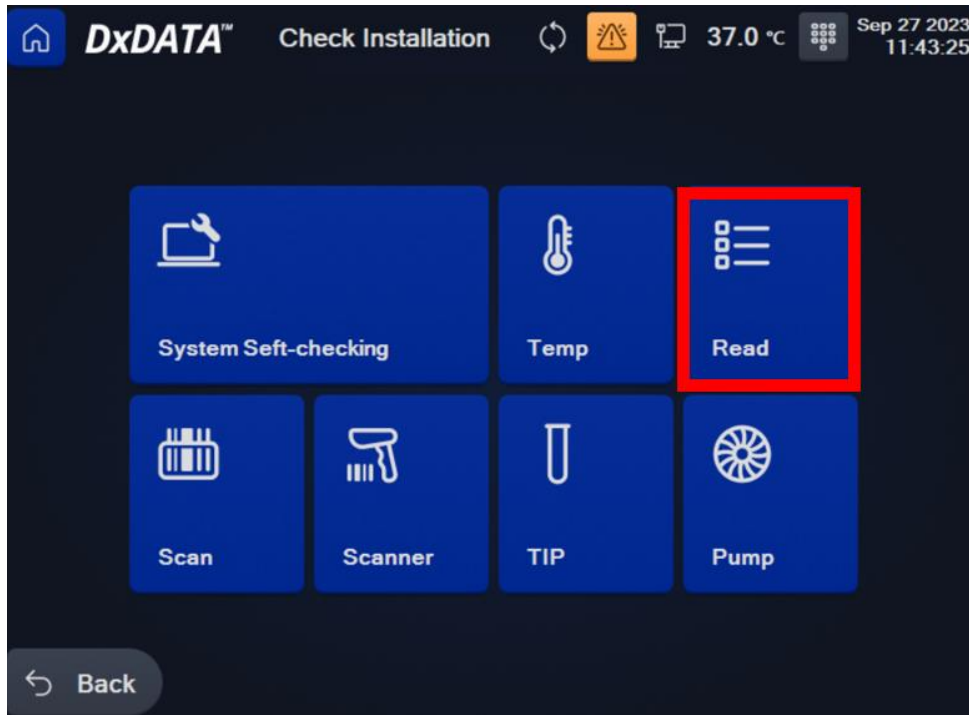 DxDATA™ Check Installation 37.0 °C Sep 27 2023
11:43:25
System Seft-checking
Temp
Read
Scan
Scanner
TIP
Pump
Back